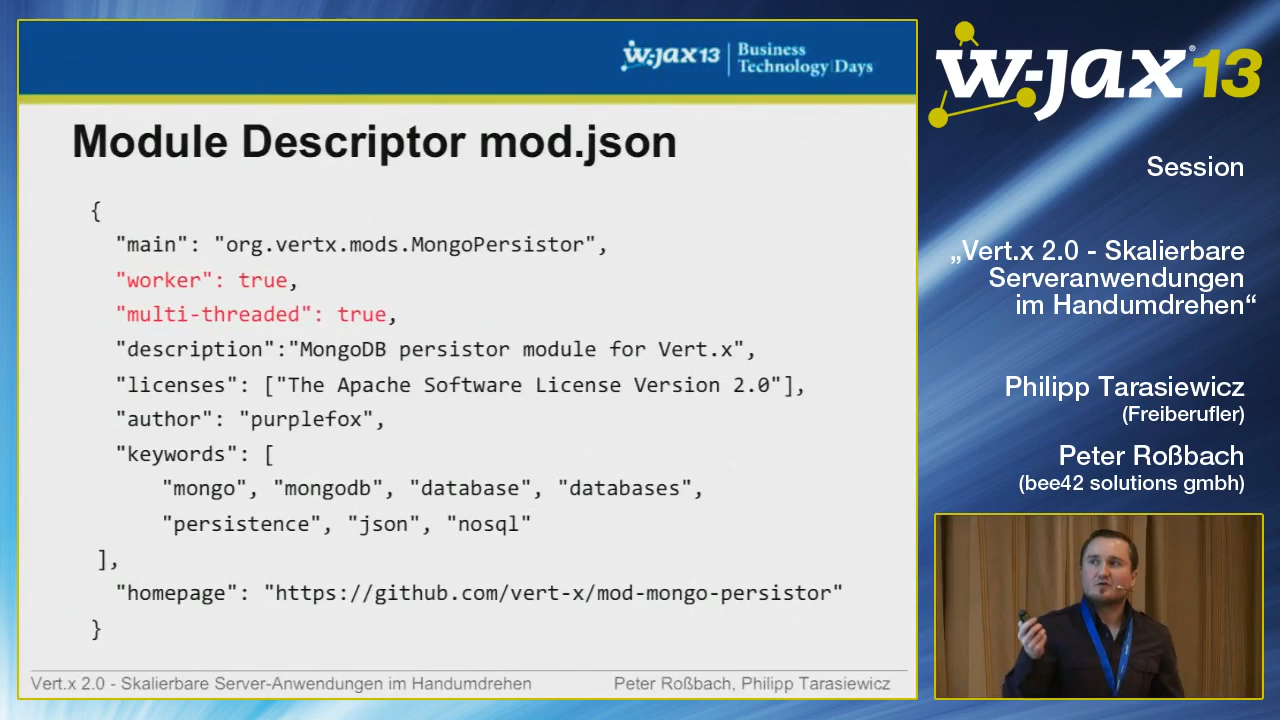 w-jax13 Business
Technology Days
Module Descriptor mod.json
{
"main": "org.vertx.mods.MongoPersistor",
"worker": true,
"multi-threaded": true,
"description":"MongoDB persistor module for Vert.x",
"licenses": ["The Apache Software License Version 2.0"],
"author": "purplefox",
"keywords": [
"mongo", "mongodb", "database", "databases",
"persistence", "json", "nosql"
],
"homepage": "https://github.com/vert-x/mod-mongo-persistor"
}
Vert.x 2.0 - Skalierbare Server-Anwendungen im Handumdrehen Peter Roßbach, Philipp Tarasiewicz
w-jax® 13
Session
„Vert.x 2.0 - Skalierbare
Serveranwendungen
im Handumdrehen“
Philipp Tarasiewicz
(Freiberufler)
Peter Roßbach
(bee42 solutions gmbh)